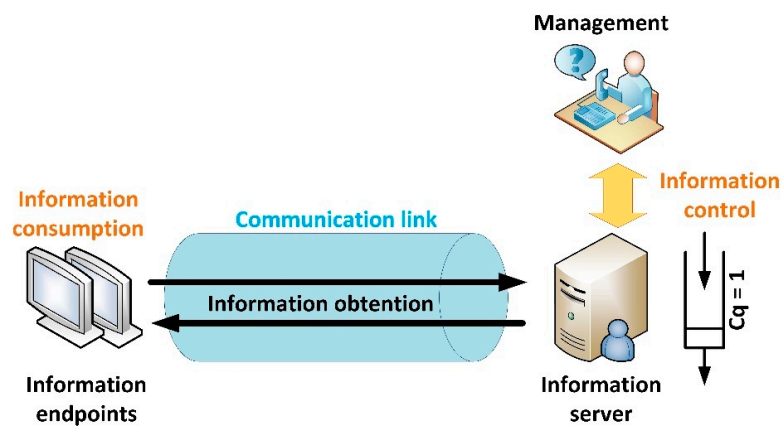 Management
?
Information
control
Information
consumption
Communication link
Cq = 1
Information obtention
Information
endpoints
Information
server